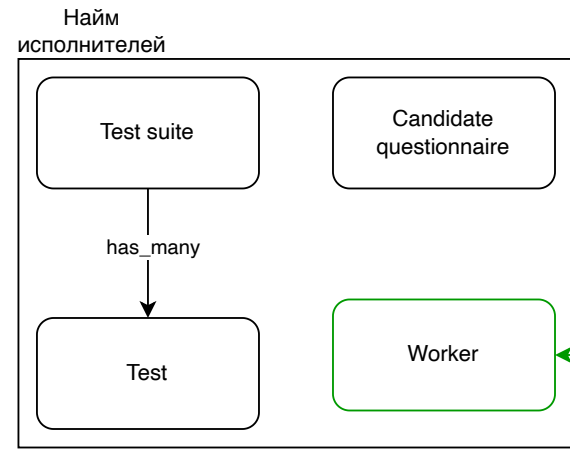 Найм
исполнителей
Test suite
Candidate
questionnaire
has_many
Test
Worker